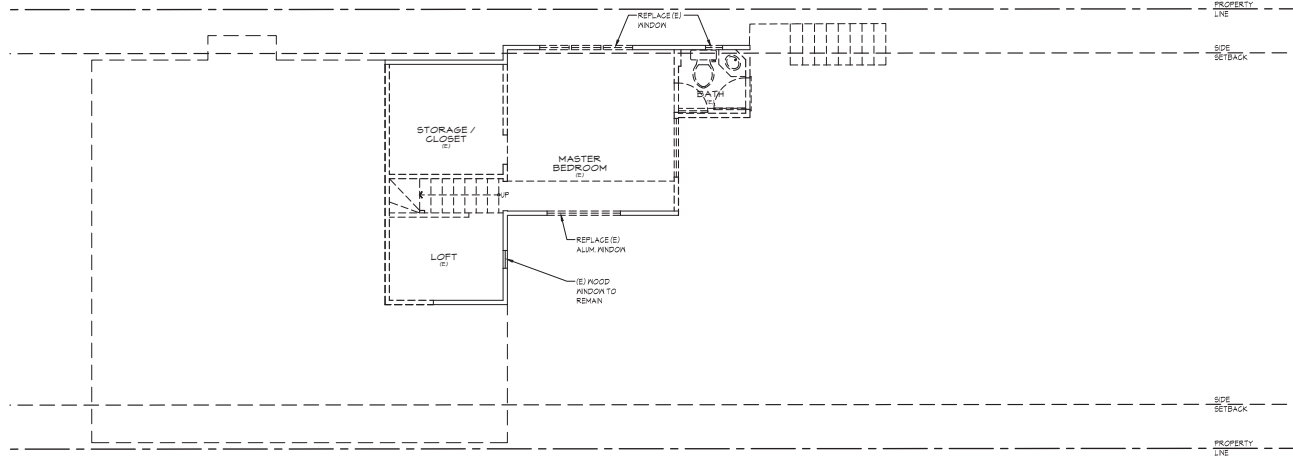 PROPERTY
LINE
REPLACE (E)
WINDOW
SIDE
SETBACK
BATH
(E)
STORAGE /
CLOSET
(E)
MASTER
BEDROOM
(E)
UP
REPLACE (E)
ALUM. WINDOW
LOFT
(E)
(E) WOOD
WINDOW TO
REMAIN
SIDE
SETBACK
PROPERTY
LINE